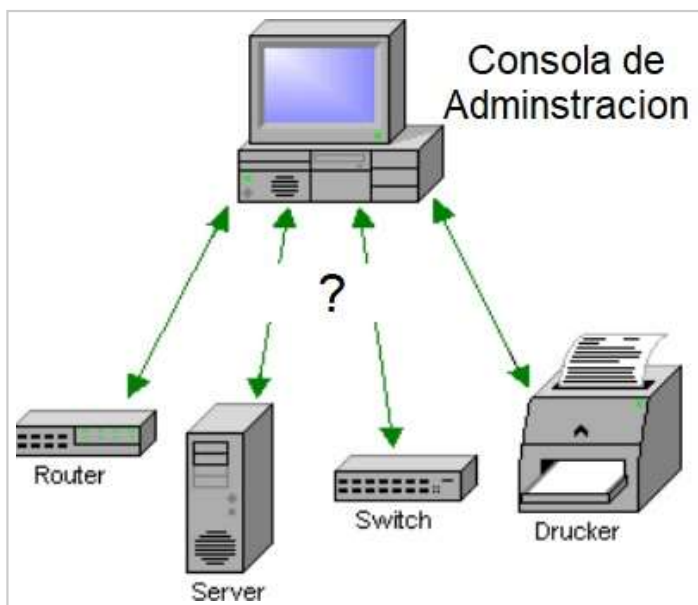 Consola de
Adminstracion
?
Router
Server
Switch
Drucker